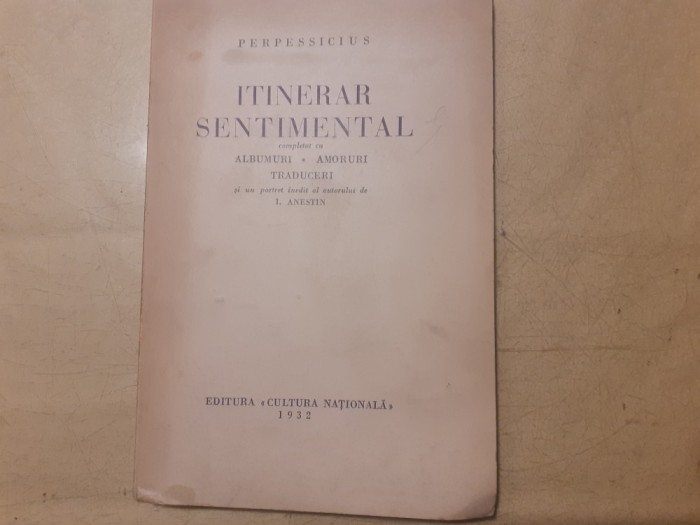 PERPESSICIUS
ITINERAR
SENTIMENTAL
completat cu
ALBUMURI * AMORURI
TRADUCERI
și un portret inedit al autorului de
I. ANESTIN
EDITURA «CULTURA NAȚIONALĂ»
1932